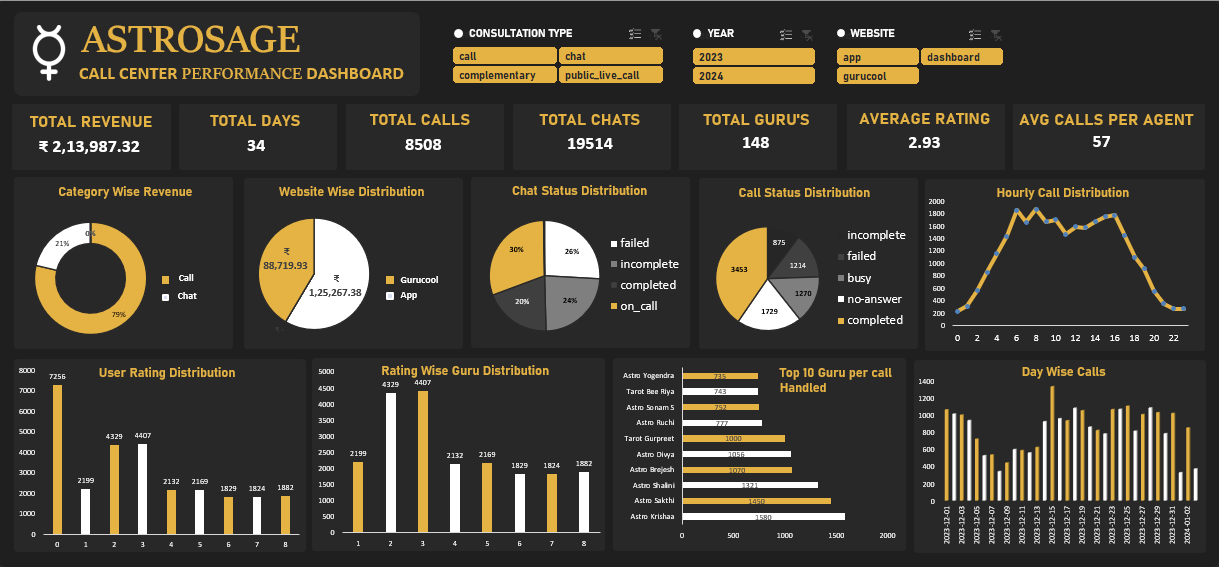 ASTROSAGE
CALL CENTER PERFORMANCE DASHBOARD
CONSULTATION TYPE
call
chat
complementary
public_live_call
YEAR
2023
2024
WEBSITE
app
dashboard
gurucool
TOTAL REVENUE
₹ 2,13,987.32
TOTAL DAYS
34
TOTAL CALLS
8508
TOTAL CHATS
19514
TOTAL GURU'S
148
AVERAGE RATING
2.93
AVG CALLS PER AGENT
57
Category Wise Revenue
0%
21%
79%
Call
Chat
Website Wise Distribution
₹
88,719.93
₹
1,25,267.38
Gurucool
App
Chat Status Distribution
30%
26%
20%
24%
failed
incomplete
completed
on_call
Call Status Distribution
875
1214
1270
1729
3453
incomplete
failed
busy
no-answer
completed
Hourly Call Distribution
2000
1800
1600
1400
1200
1000
800
600
400
200
0
0 2 4 6 8 10 12 14 16 18 20 22
User Rating Distribution
8000
7000
6000
5000
4000
3000
2000
1000
0
7256
2199
4329
4407
2132
2169
1829
1824
1882
0 1 2 3 4 5 6 7 8
Rating Wise Guru Distribution
5000
4500
4000
3500
3000
2500
2000
1500
1000
500
0
2199
4329
4407
2132
2169
1829
1824
1882
1 2 3 4 5 6 7 8
Top 10 Guru per call
Handled
Astro Yogendra 735
Tarot Bee Riya 743
Astro Sonam S 752
Astro Ruchi 777
Tarot Gurpreet 1000
Astro Divya 1056
Astro Brejesh 1070
Astro Shalini 1321
Astro Sakthi 1450
Astro Krishaa 1580
0 500 1000 1500 2000
Day Wise Calls
1400
1200
1000
800
600
400
200
0
2023-12-01
2023-12-03
2023-12-05
2023-12-07
2023-12-09
2023-12-11
2023-12-13
2023-12-15
2023-12-17
2023-12-19
2023-12-21
2023-12-23
2023-12-25
2023-12-27
2023-12-29
2023-12-31
2024-01-02